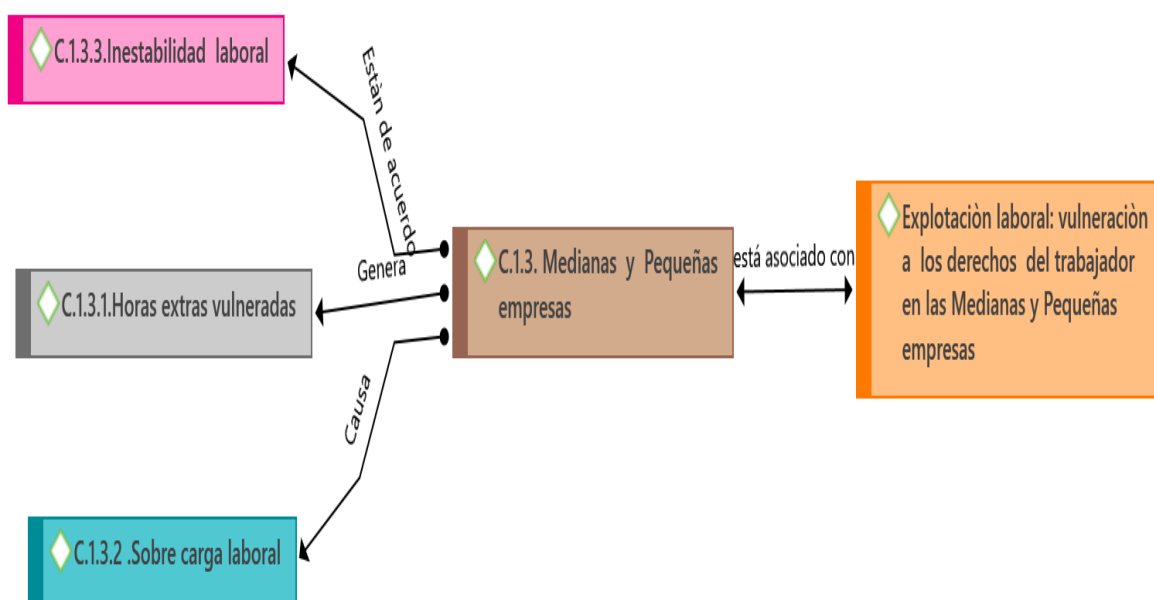 C.1.3.3.Inestabilidad laboral
Estàn de acuerdo
Genera
C.1.3.1.Horas extras vulneradas
Causa
C.1.3.2 .Sobre carga laboral
C.1.3. Medianas y Pequeñas
empresas
está asociado con
Explotaciòn laboral: vulneraciòn
a los derechos del trabajador
en las Medianas y Pequeñas
empresas